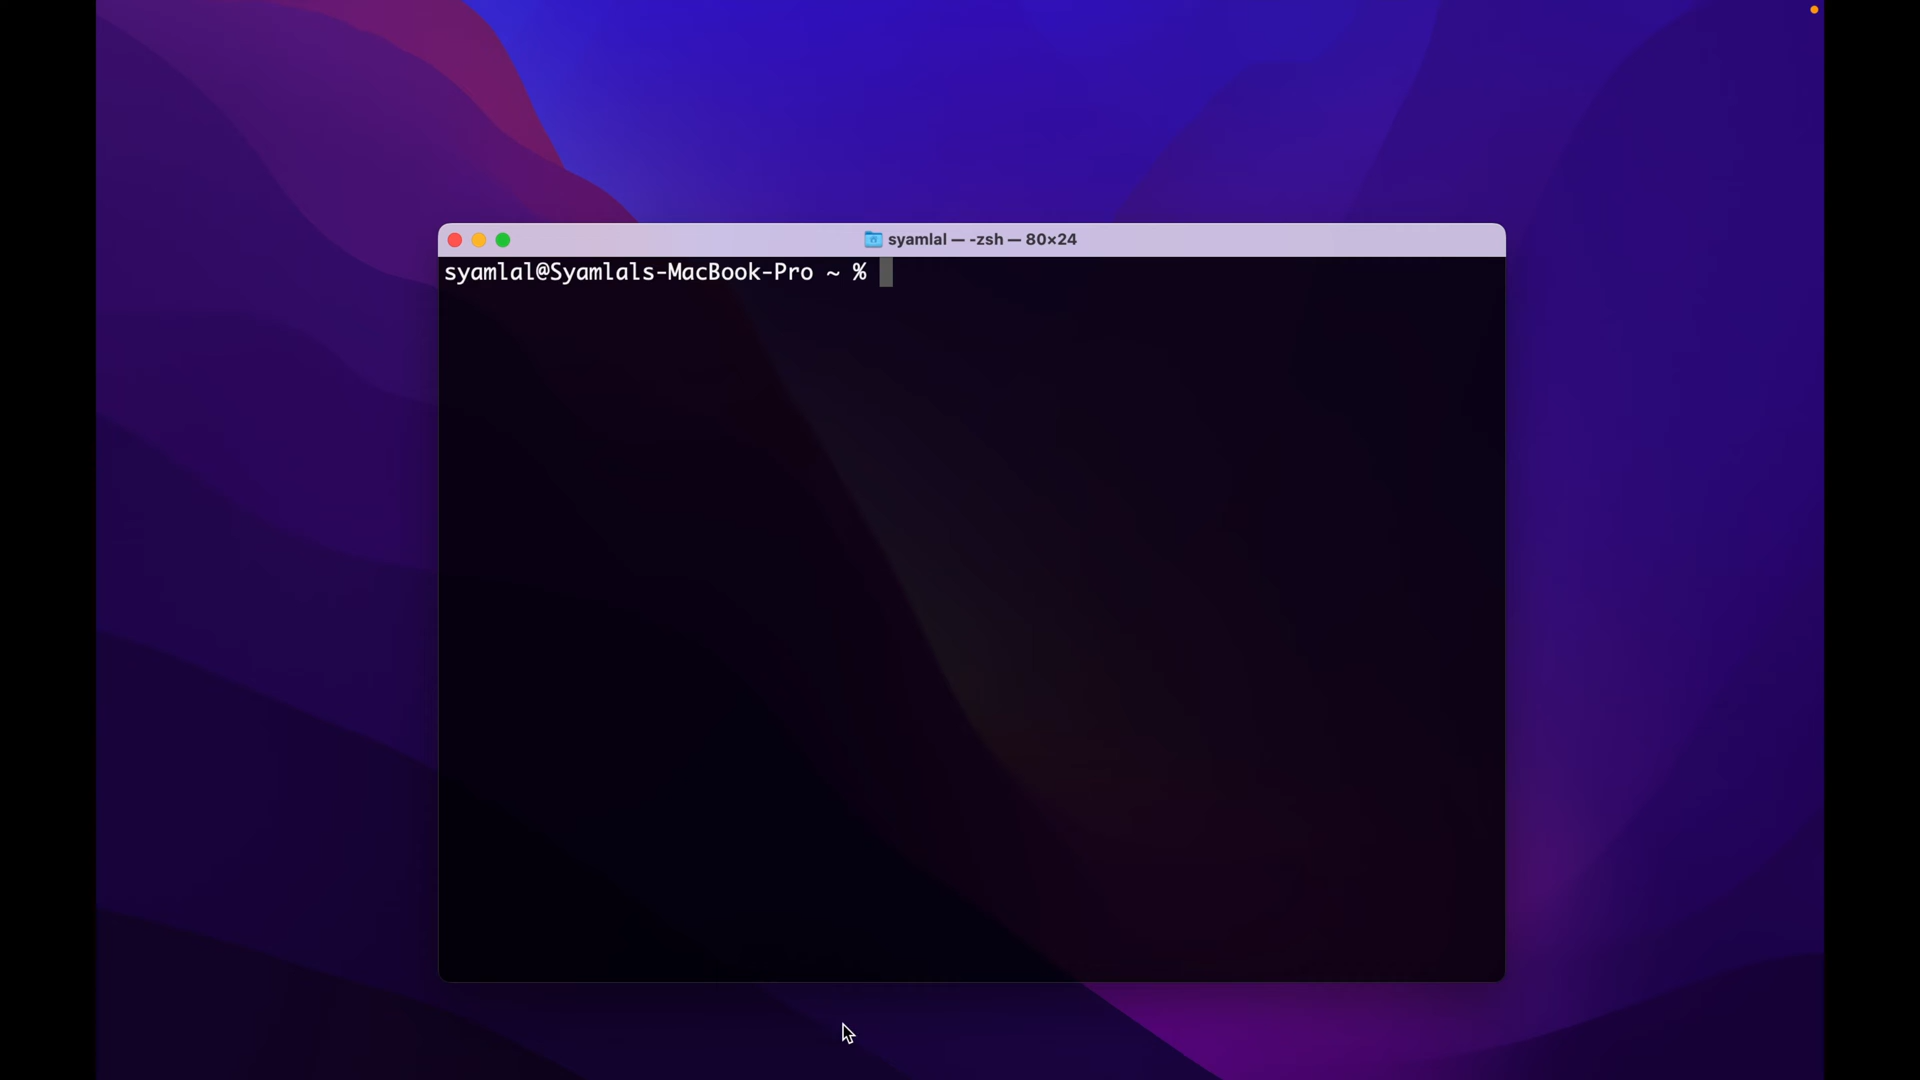 syamlal — -zsh — 80×24
syamlal@Syamlals-MacBook-Pro ~ %